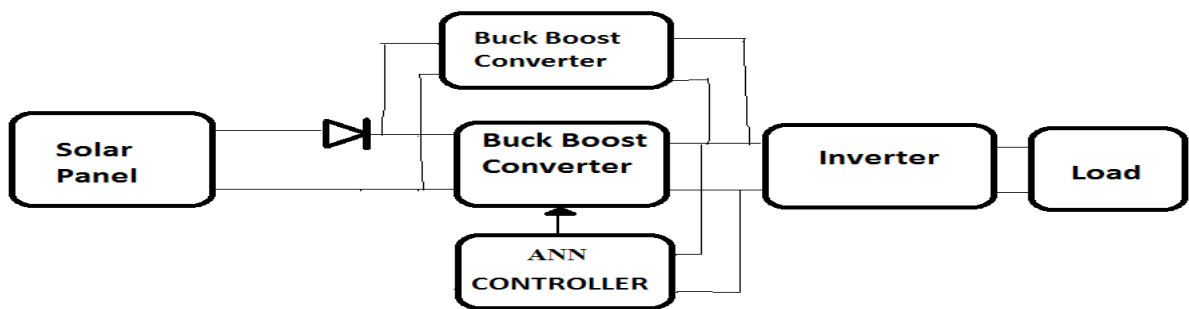 Buck Boost
Converter
Solar
Panel
Buck Boost
Converter
Inverter
Load
ANN
CONTROLLER